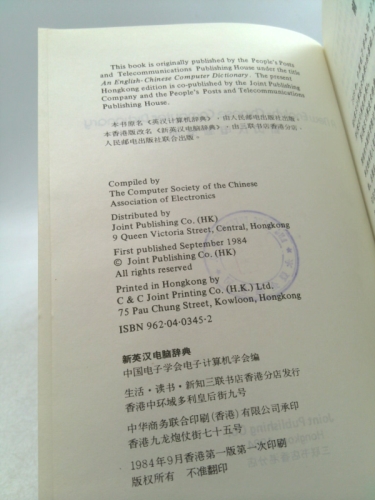 This book is originally published by the People's Posts
and Telecommunications Publishing House under the title
An English-Chinese Computer Dictionary. The present
Hongkong edition is co-published by the Joint Publishing
Company and the People's Posts and Telecommunications
Publishing House.
本书原名《英汉计算机辞典》，由人民邮电出版社出版。
本香港版改名《新英汉电脑辞典》，由三联书店香港分店、
人民邮电出版社联合出版。
Compiled by
The Computer Society of the Chinese
Association of Electronics
Distributed by
Joint Publishing Co. (HK)
9 Queen Victoria Street, Central, Hongkong
First published September 1984
© Joint Publishing Co. (HK)
All rights reserved
Printed in Hongkong by
C & C Joint Printing Co. (H.K.) Ltd.
75 Pau Chung Street, Kowloon, Hongkong
ISBN 962-04-0345-2
新英汉电脑辞典
中国电子学会电子计算机学会编
生活·读书·新知三联书店香港分店发行
香港中环域多利皇后街九号
中华商务联合印刷（香港）有限公司承印
香港九龙炮仗街七十五号
1984年9月香港第一版第一次印刷
版权所有 不准翻印